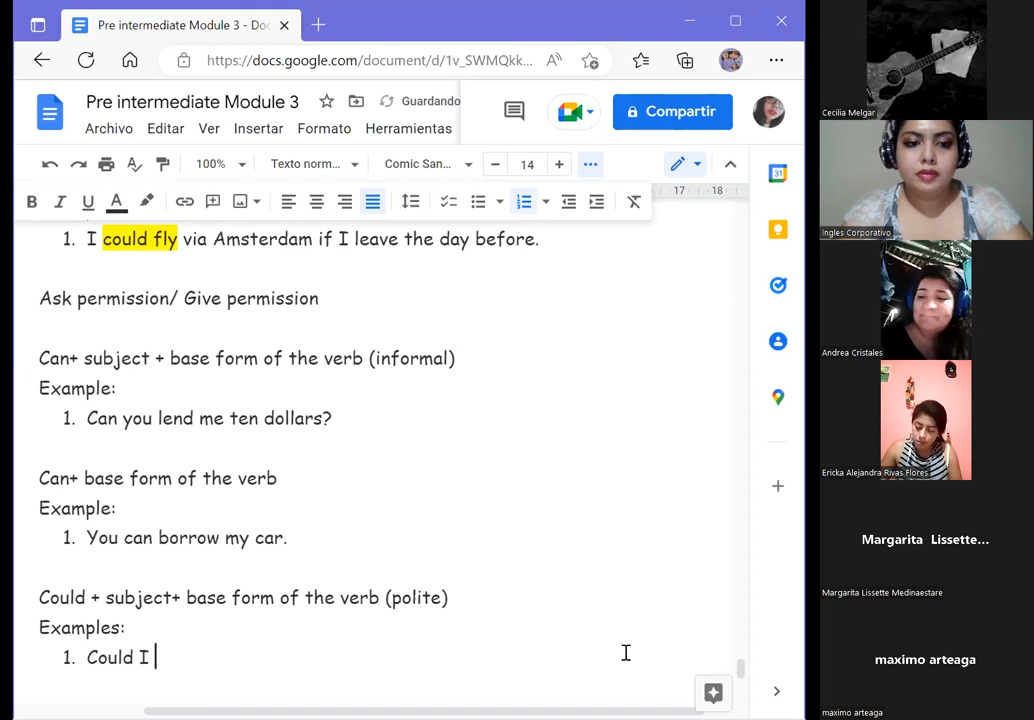 Pre intermediate Module 3 - Doc
https://docs.google.com/document/d/1v_SWMQkk...
Pre intermediate Module 3
Guardando
Archivo Editar Ver Insertar Formato Herramientas
Compartir
100% Texto norm... Comic San... 14
17 18
1. I could fly via Amsterdam if I leave the day before.
Ask permission/ Give permission
Can+ subject + base form of the verb (informal)
Example:
1. Can you lend me ten dollars?
Can+ base form of the verb
Example:
1. You can borrow my car.
Could + subject+ base form of the verb (polite)
Examples:
1. Could I
Cecilia Melgar
Ingles Corporativo
Andrea Cristales
Ericka Alejandra Rivas Flores
Margarita Lissette...
Margarita Lissette Medinaestare
maximo arteaga
maximo arteaga